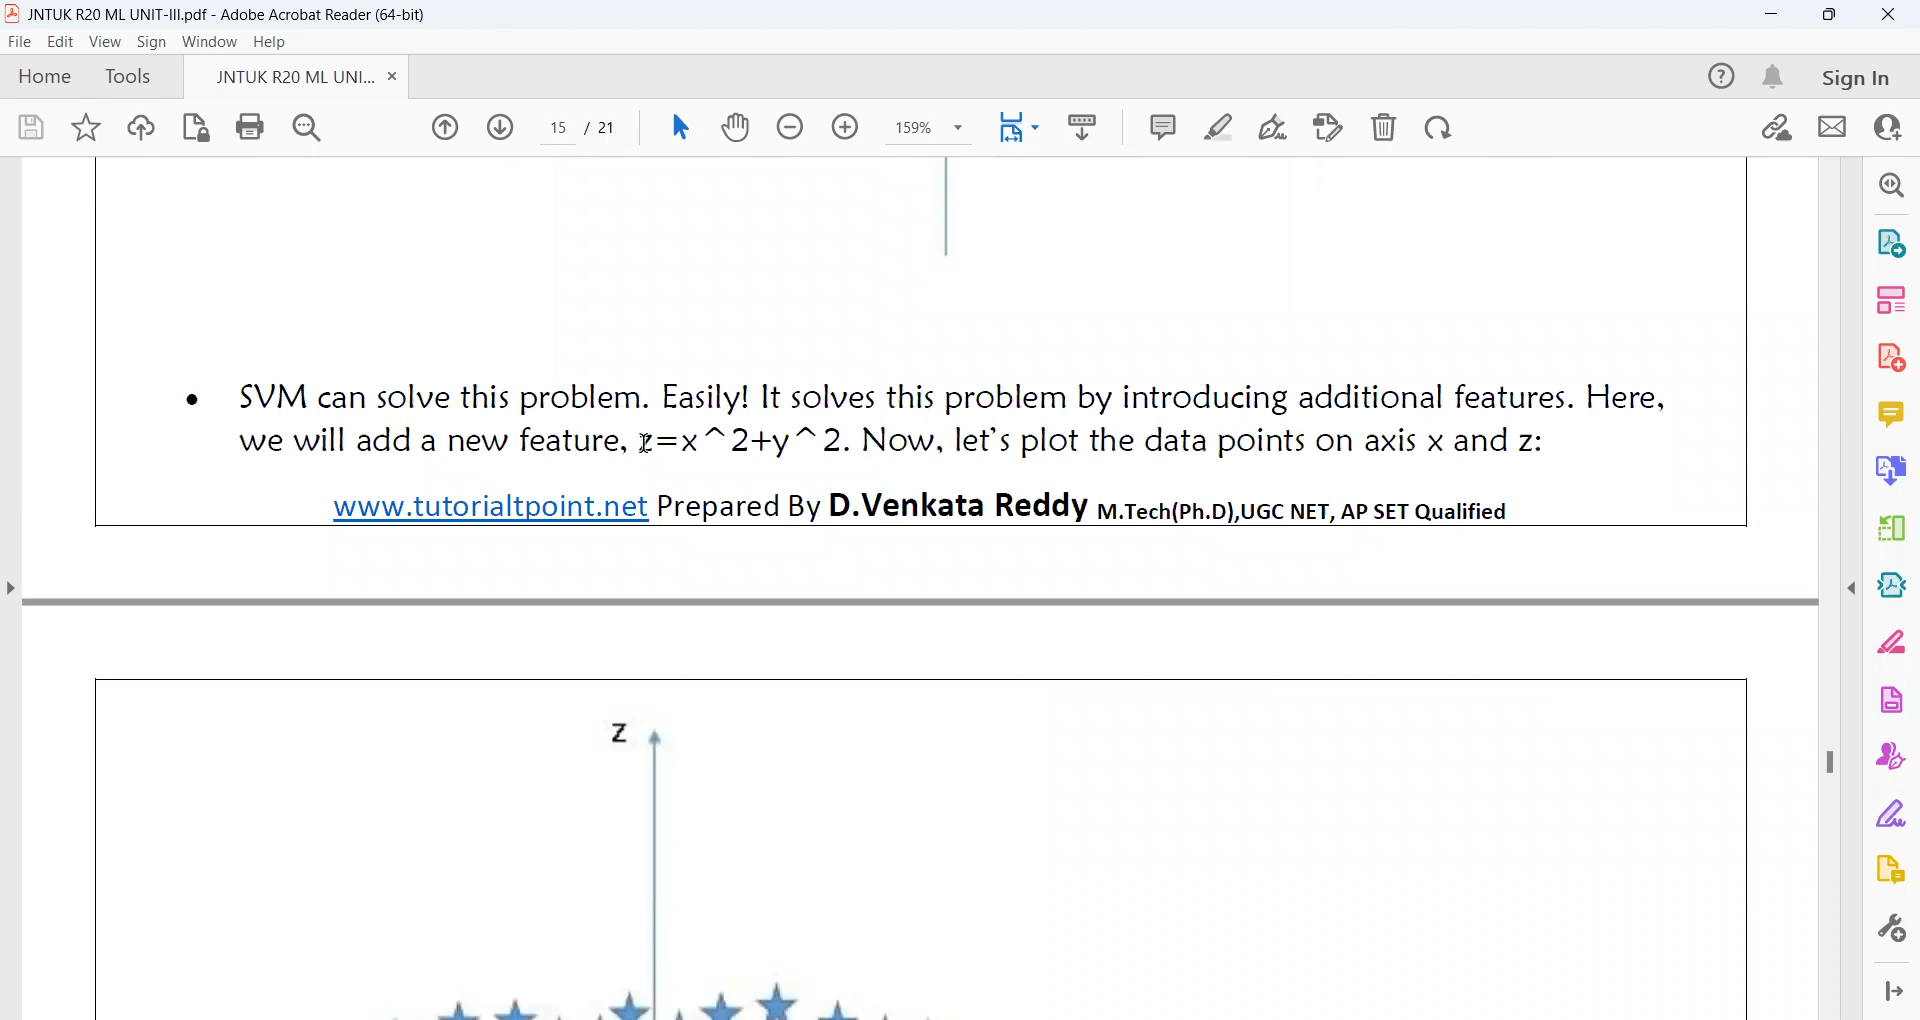 JNTUK R20 ML UNIT-III.pdf - Adobe Acrobat Reader (64-bit)
File Edit View Sign Window Help
Home Tools JNTUK R20 ML UNI... × Sign In
15 / 21 159%
• SVM can solve this problem. Easily! It solves this problem by introducing additional features. Here,
we will add a new feature, z=x^2+y^2. Now, let's plot the data points on axis x and z:
www.tutorialtpoint.net Prepared By D.Venkata Reddy M.Tech(Ph.D),UGC NET, AP SET Qualified
Z